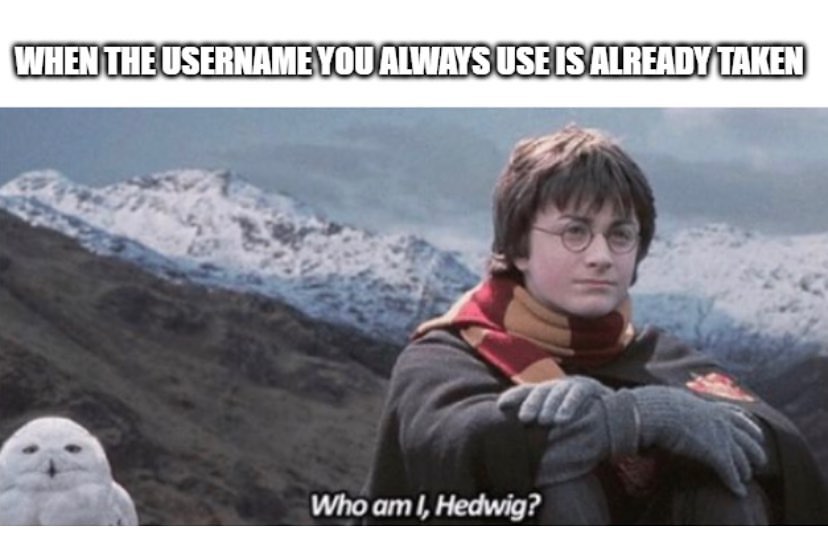 WHEN THE USERNAME YOU ALWAYS USE IS ALREADY TAKEN
Who am I, Hedwig?